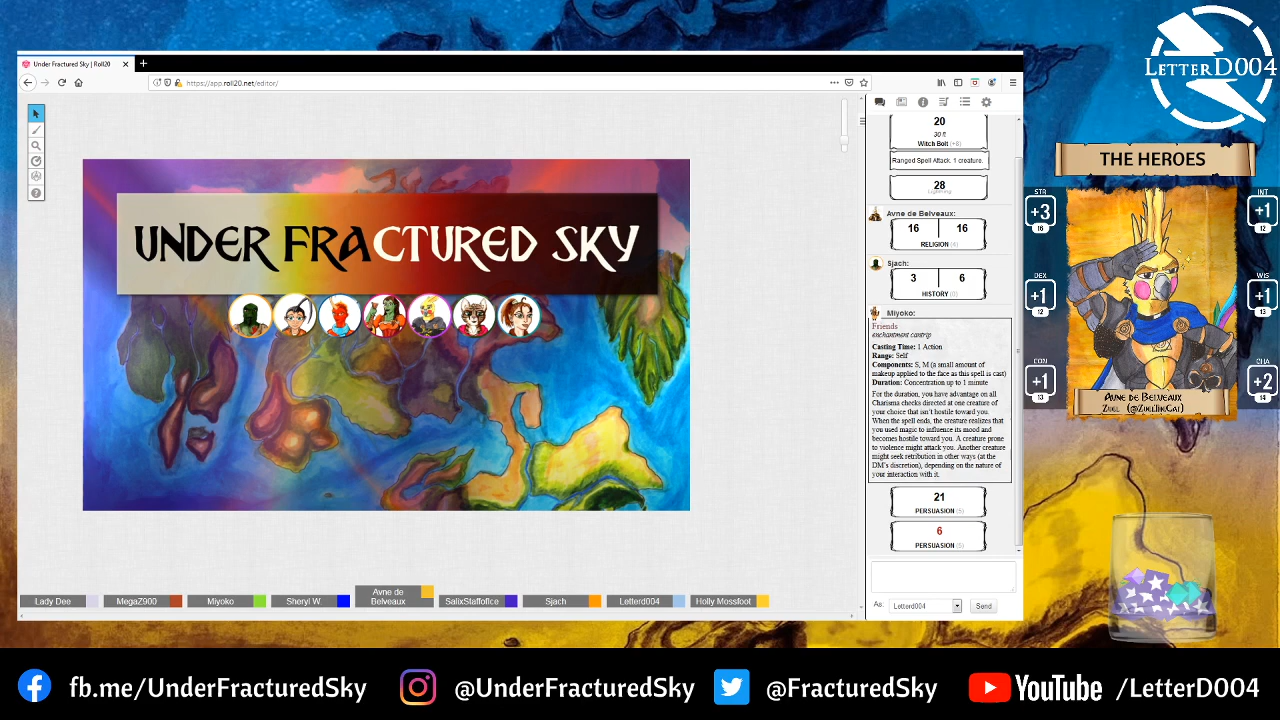 Under Fractured Sky | Roll20
https://app.roll20.net/editor/
LETTERD004
THE HEROES
UNDER FRACTURED SKY
20
30 ft
Witch Bolt (+8)
Ranged Spell Attack. 1 creature.
28
Lightning
Avne de Belveaux:
16 16
RELIGION (4)
Sjach:
3 6
HISTORY (0)
Miyoko:
Friends
enchantment cantrip
Casting Time: 1 Action
Range: Self
Components: S, M (a small amount of
makeup applied to the face as this spell is cast)
Duration: Concentration up to 1 minute
For the duration, you have advantage on all
Charisma checks directed at one creature of
your choice that isn't hostile toward you.
When the spell ends, the creature realizes that
you used magic to influence its mood and
becomes hostile toward you. A creature prone
to violence might attack you. Another creature
might seek retribution in other ways (at the
DM's discretion), depending on the nature of
your interaction with it.
21
PERSUASION (5)
6
PERSUASION (5)
As: Letterd004 Send
STR
+3
16
DEX
+1
12
CON
+1
13
INT
+1
12
WIS
+1
13
CHA
+2
14
AVNE DE BELVEAUX
ZUEL (@ZUELTHECAT)
Lady Dee
MegaZ900
Miyoko
Sheryl W
Avne de
Belveaux
SalixStaffofIce
Sjach
Letterd004
Holly Mossfoot
fb.me/UnderFracturedSky
@UnderFracturedSky
@FracturedSky
YouTube /LetterD004